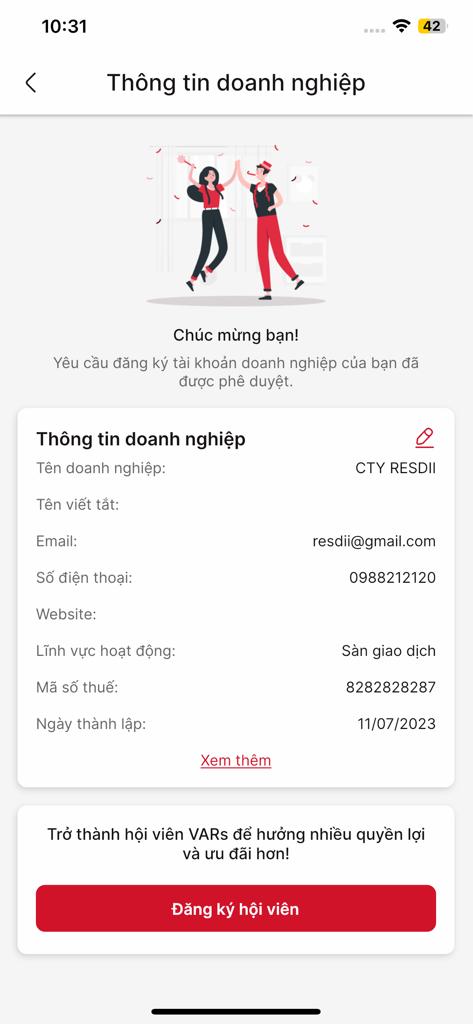 10:31
42
Thông tin doanh nghiệp
Chúc mừng bạn!
Yêu cầu đăng ký tài khoản doanh nghiệp của bạn đã
được phê duyệt.
Thông tin doanh nghiệp
Tên doanh nghiệp: CTY RESDII
Tên viết tắt:
Email: resdii@gmail.com
Số điện thoại: 0988212120
Website:
Lĩnh vực hoạt động: Sàn giao dịch
Mã số thuế: 8282828287
Ngày thành lập: 11/07/2023
Xem thêm
Trở thành hội viên VARs để hưởng nhiều quyền lợi
và ưu đãi hơn!
Đăng ký hội viên